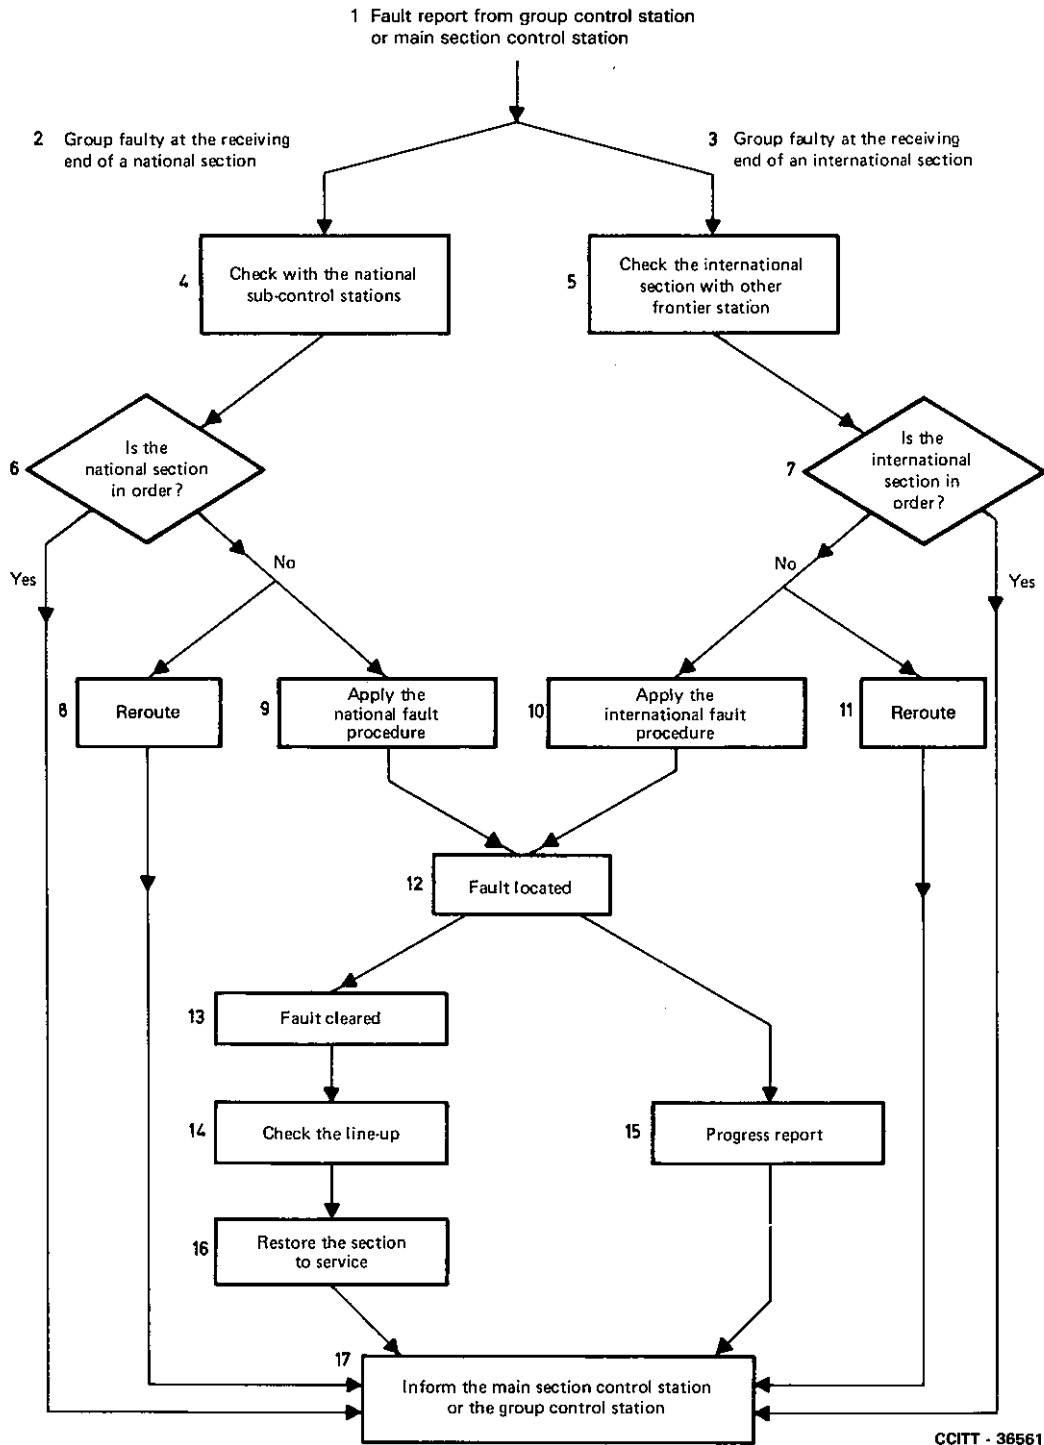 1 Fault report from group control station
or main section control station
2 Group faulty at the receiving
end of a national section
3 Group faulty at the receiving
end of an international section
4
Check with the national
sub-control stations
5
Check the international
section with other
frontier station
6
Is the
national section
in order?
7
Is the
international
section in
order?
Yes
No
No
Yes
8
Reroute
9
Apply the
national fault
procedure
10
Apply the
international fault
procedure
11
Reroute
12
Fault located
13
Fault cleared
14
Check the line-up
15
Progress report
16
Restore the section
to service
17
Inform the main section control station
or the group control station
CCITT - 36561